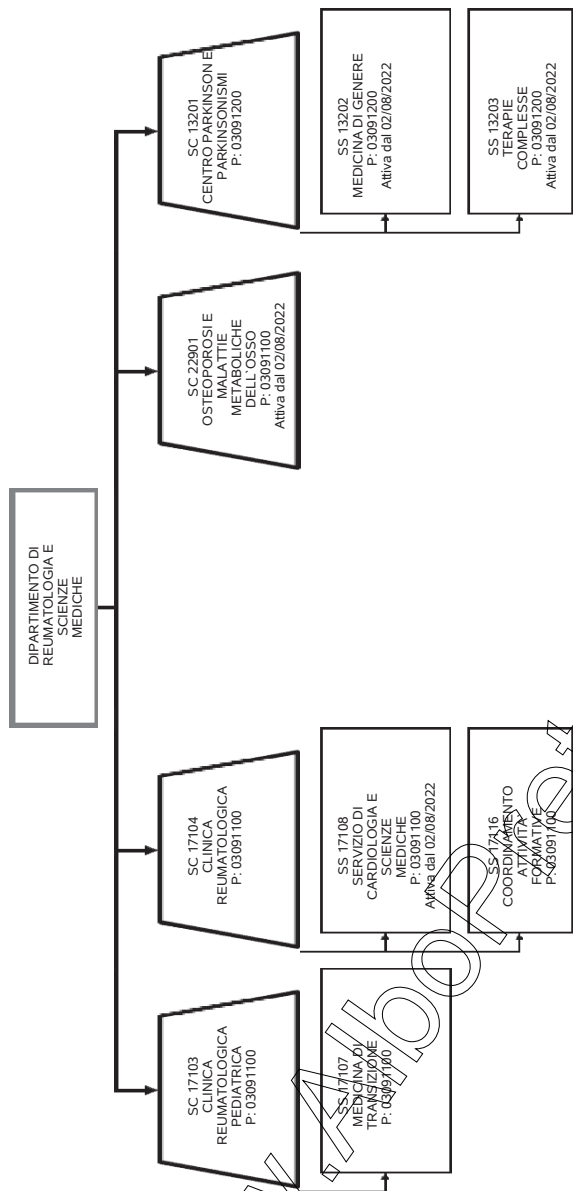 DIPARTIMENTO DI
REUMATOLOGIA E
SCIENZE
MEDICHE
SC 17103
CLINICA
REUMATOLOGICA
PEDIATRICA
P: 03091100
SS 17107
MEDICINA DI
TRANSIZIONE
P: 03091100
SC 17104
CLINICA
REUMATOLOGICA
P: 03091100
SS 17108
SERVIZIO DI
CARDIOLOGIA E
SCIENZE
MEDICHE
P: 03091100
Attiva dal 02/08/2022
SS 17116
COORDINAMENTO
ATTIVITA'
FORMATIVE
P: 03091100
SC 22901
OSTEOPOROSI E
MALATTIE
METABOLICHE
DELL`OSSO
P: 03091100
Attiva dal 02/08/2022
SC 13201
CENTRO PARKINSON E
PARKINSONISMI
P: 03091200
SS 13202
MEDICINA DI GENERE
P: 03091200
Attiva dal 02/08/2022
SS 13203
TERAPIE
COMPLESSE
P: 03091200
Attiva dal 02/08/2022